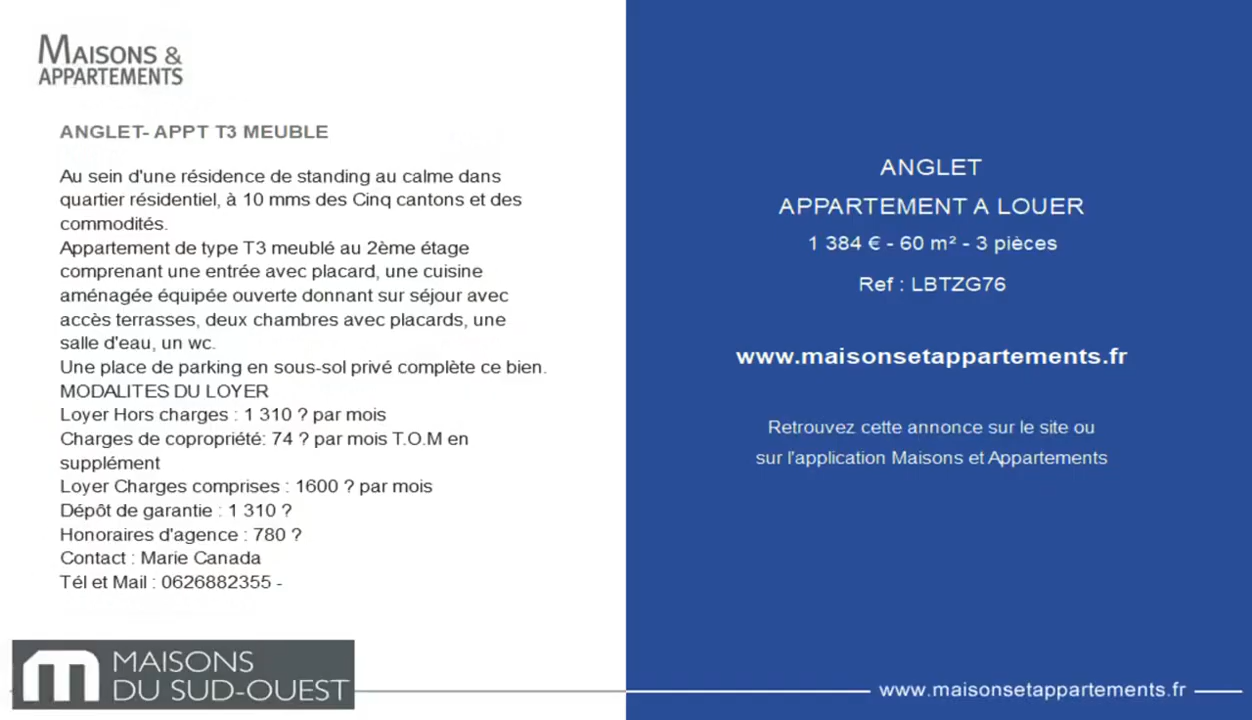 MAISONS &
APPARTEMENTS
ANGLET- APPT T3 MEUBLE
Au sein d'une résidence de standing au calme dans
quartier résidentiel, à 10 mms des Cinq cantons et des
commodités.
Appartement de type T3 meublé au 2ème étage
comprenant une entrée avec placard, une cuisine
aménagée équipée ouverte donnant sur séjour avec
accès terrasses, deux chambres avec placards, une
salle d'eau, un wc.
Une place de parking en sous-sol privé complète ce bien.
MODALITES DU LOYER
Loyer Hors charges : 1 310 ? par mois
Charges de copropriété: 74 ? par mois T.O.M en
supplément
Loyer Charges comprises : 1600 ? par mois
Dépôt de garantie : 1 310 ?
Honoraires d'agence : 780 ?
Contact : Marie Canada
Tél et Mail : 0626882355 -
MAISONS
DU SUD-OUEST
ANGLET
APPARTEMENT A LOUER
1 384 € - 60 m² - 3 pièces
Ref : LBTZG76
www.maisonsetappartements.fr
Retrouvez cette annonce sur le site ou
sur l'application Maisons et Appartements
www.maisonsetappartements.fr